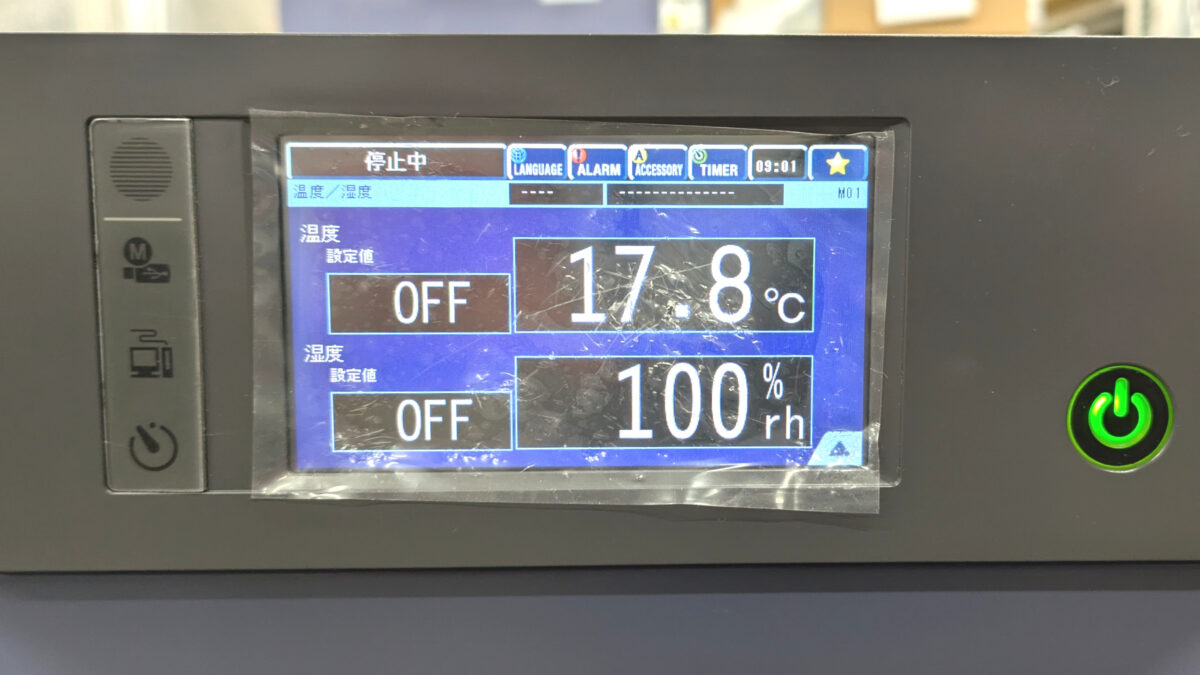 停止中 LANGUAGE ALARM ACCESSORY TIMER 09:01
温度/湿度 ---- -------------- M01
温度
設定値
OFF 17.8 ℃
湿度
設定値
OFF 100 % rh
M